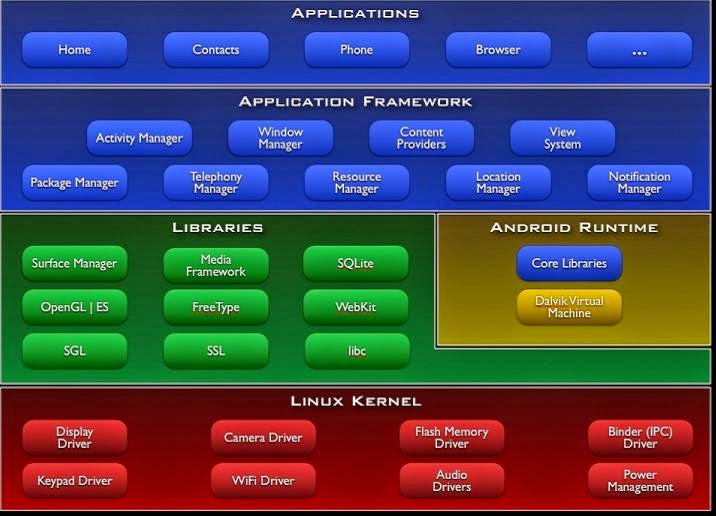 APPLICATIONS
Home
Contacts
Phone
Browser
...
APPLICATION FRAMEWORK
Activity Manager
Window
Manager
Content
Providers
View
System
Package Manager
Telephony
Manager
Resource
Manager
Location
Manager
Notification
Manager
LIBRARIES
Surface Manager
Media
Framework
SQLite
OpenGL | ES
FreeType
WebKit
SGL
SSL
libc
ANDROID RUNTIME
Core Libraries
Dalvik Virtual
Machine
LINUX KERNEL
Display
Driver
Camera Driver
Flash Memory
Driver
Binder (IPC)
Driver
Keypad Driver
WiFi Driver
Audio
Drivers
Power
Management